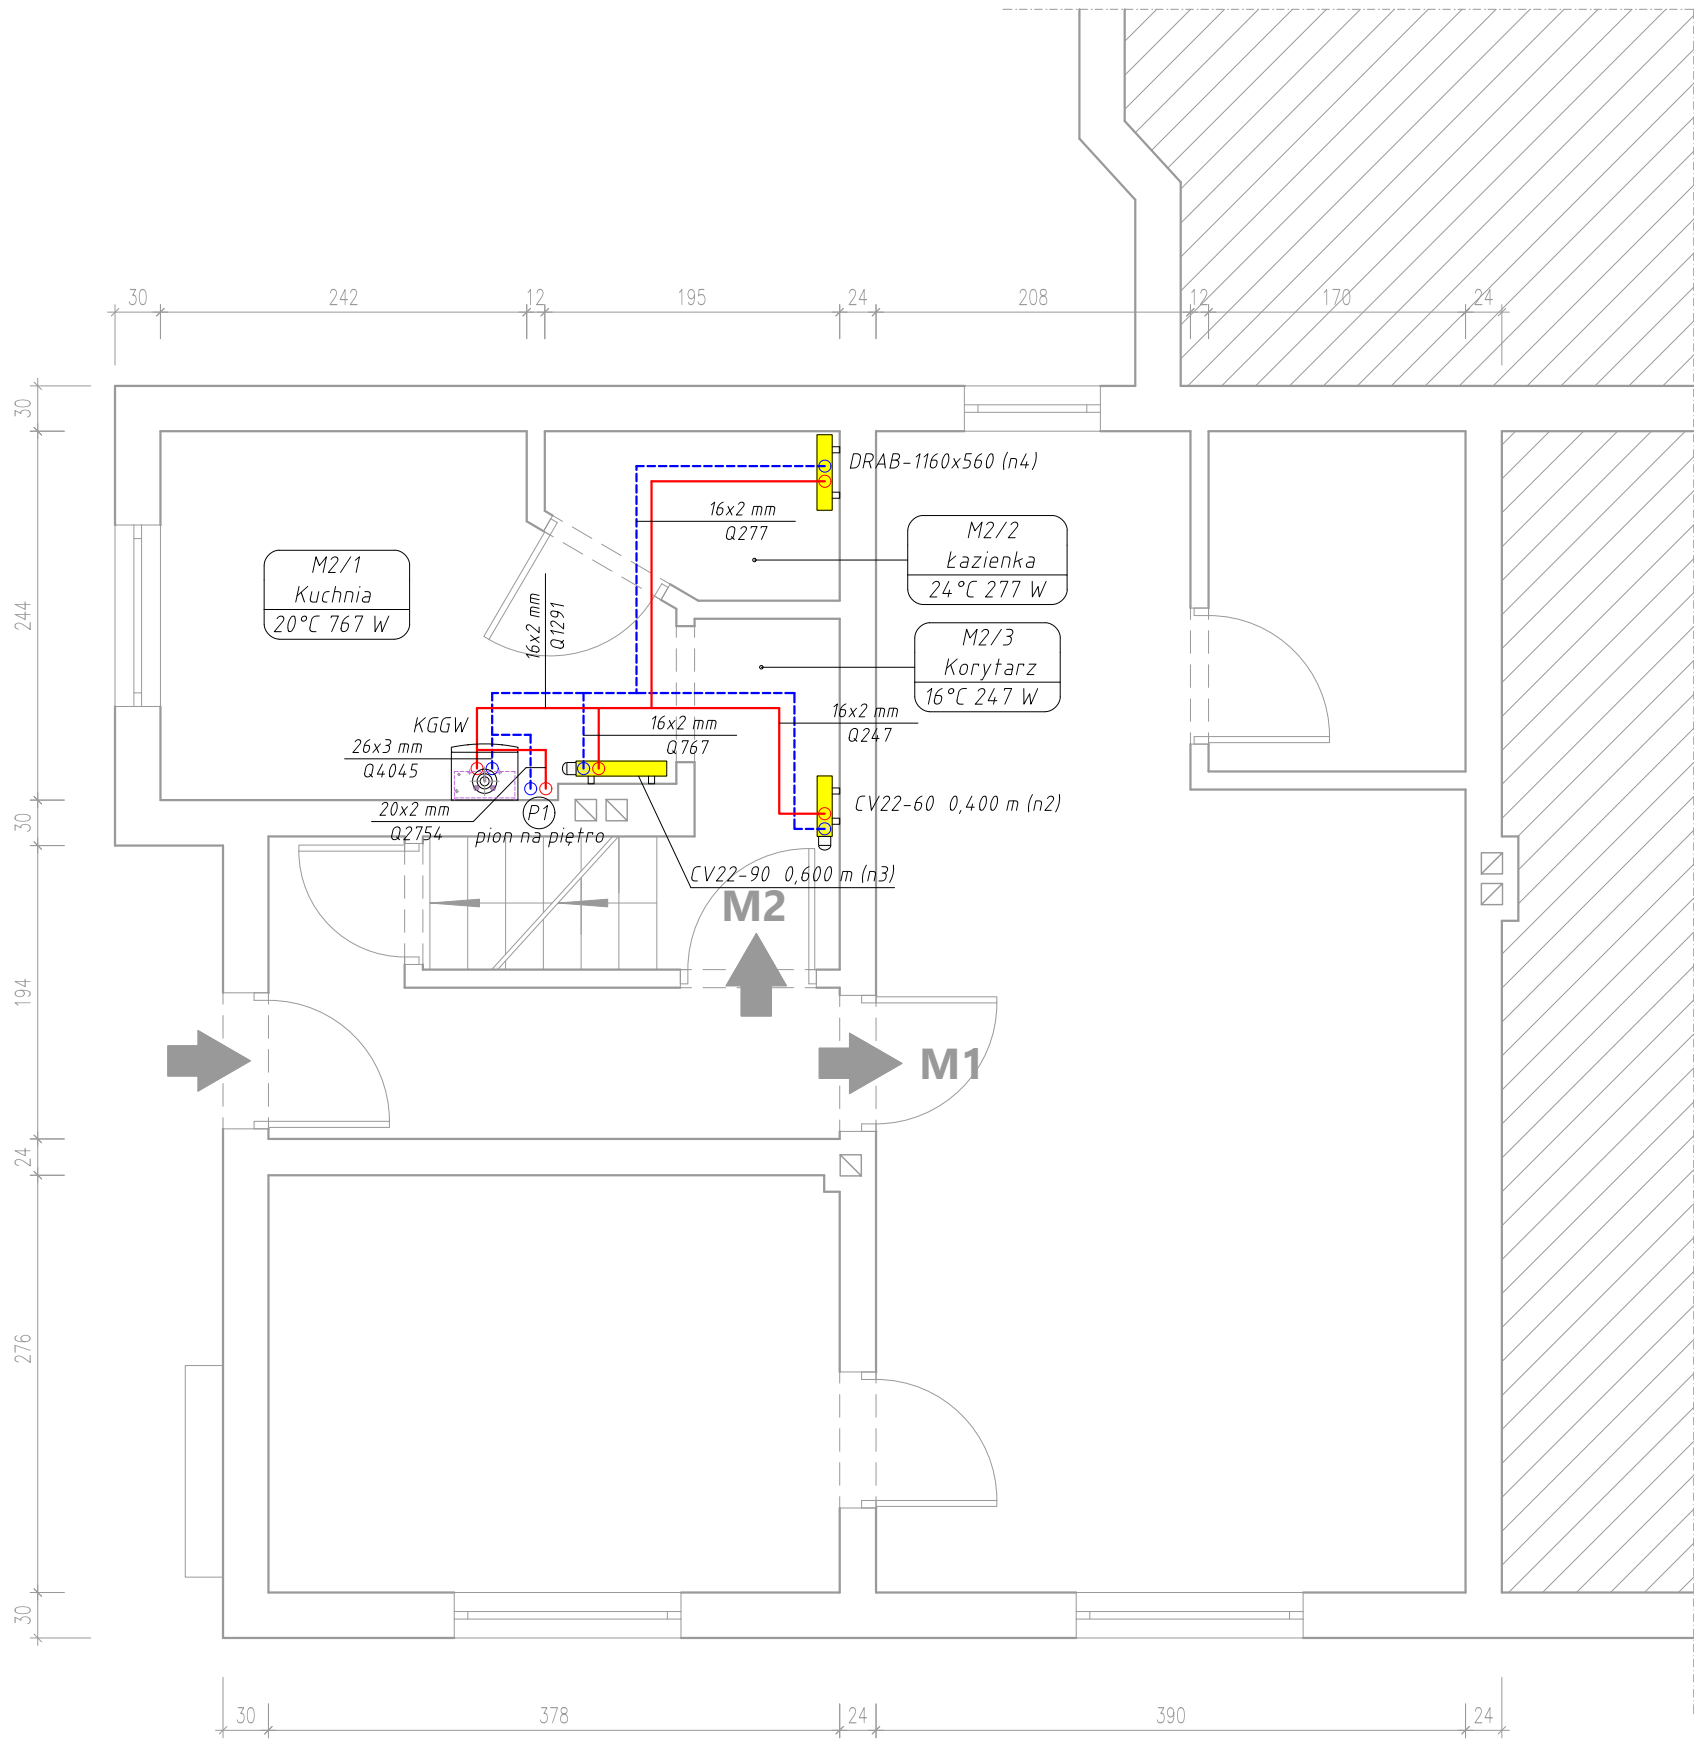 30
242
12
195
24
208
12
170
24
30
244
30
194
24
276
30
DRAB-1160x560 (n4)
16x2 mm
Q277
M2/2
Łazienka
24°C 277 W
M2/1
Kuchnia
20°C 767 W
16x2 mm
Q1291
M2/3
Korytarz
16°C 247 W
KGGW
26x3 mm
Q4045
16x2 mm
Q767
16x2 mm
Q247
20x2 mm
Q2754
P1
pion na piętro
CV22-60 0,400 m (n2)
CV22-90 0,600 m (n3)
M2
M1
30
378
24
390
24